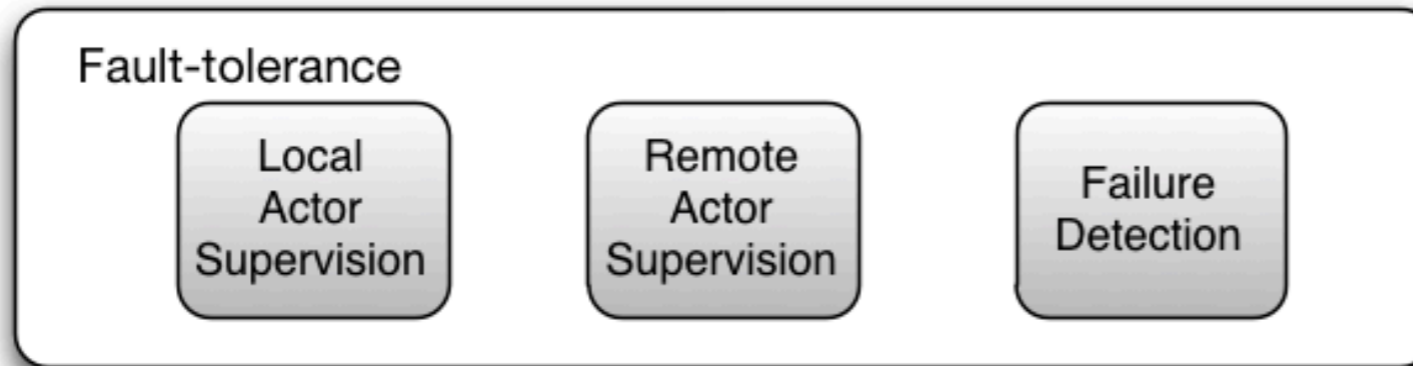 Fault-tolerance
Local
Actor
Supervision
Remote
Actor
Supervision
Failure
Detection